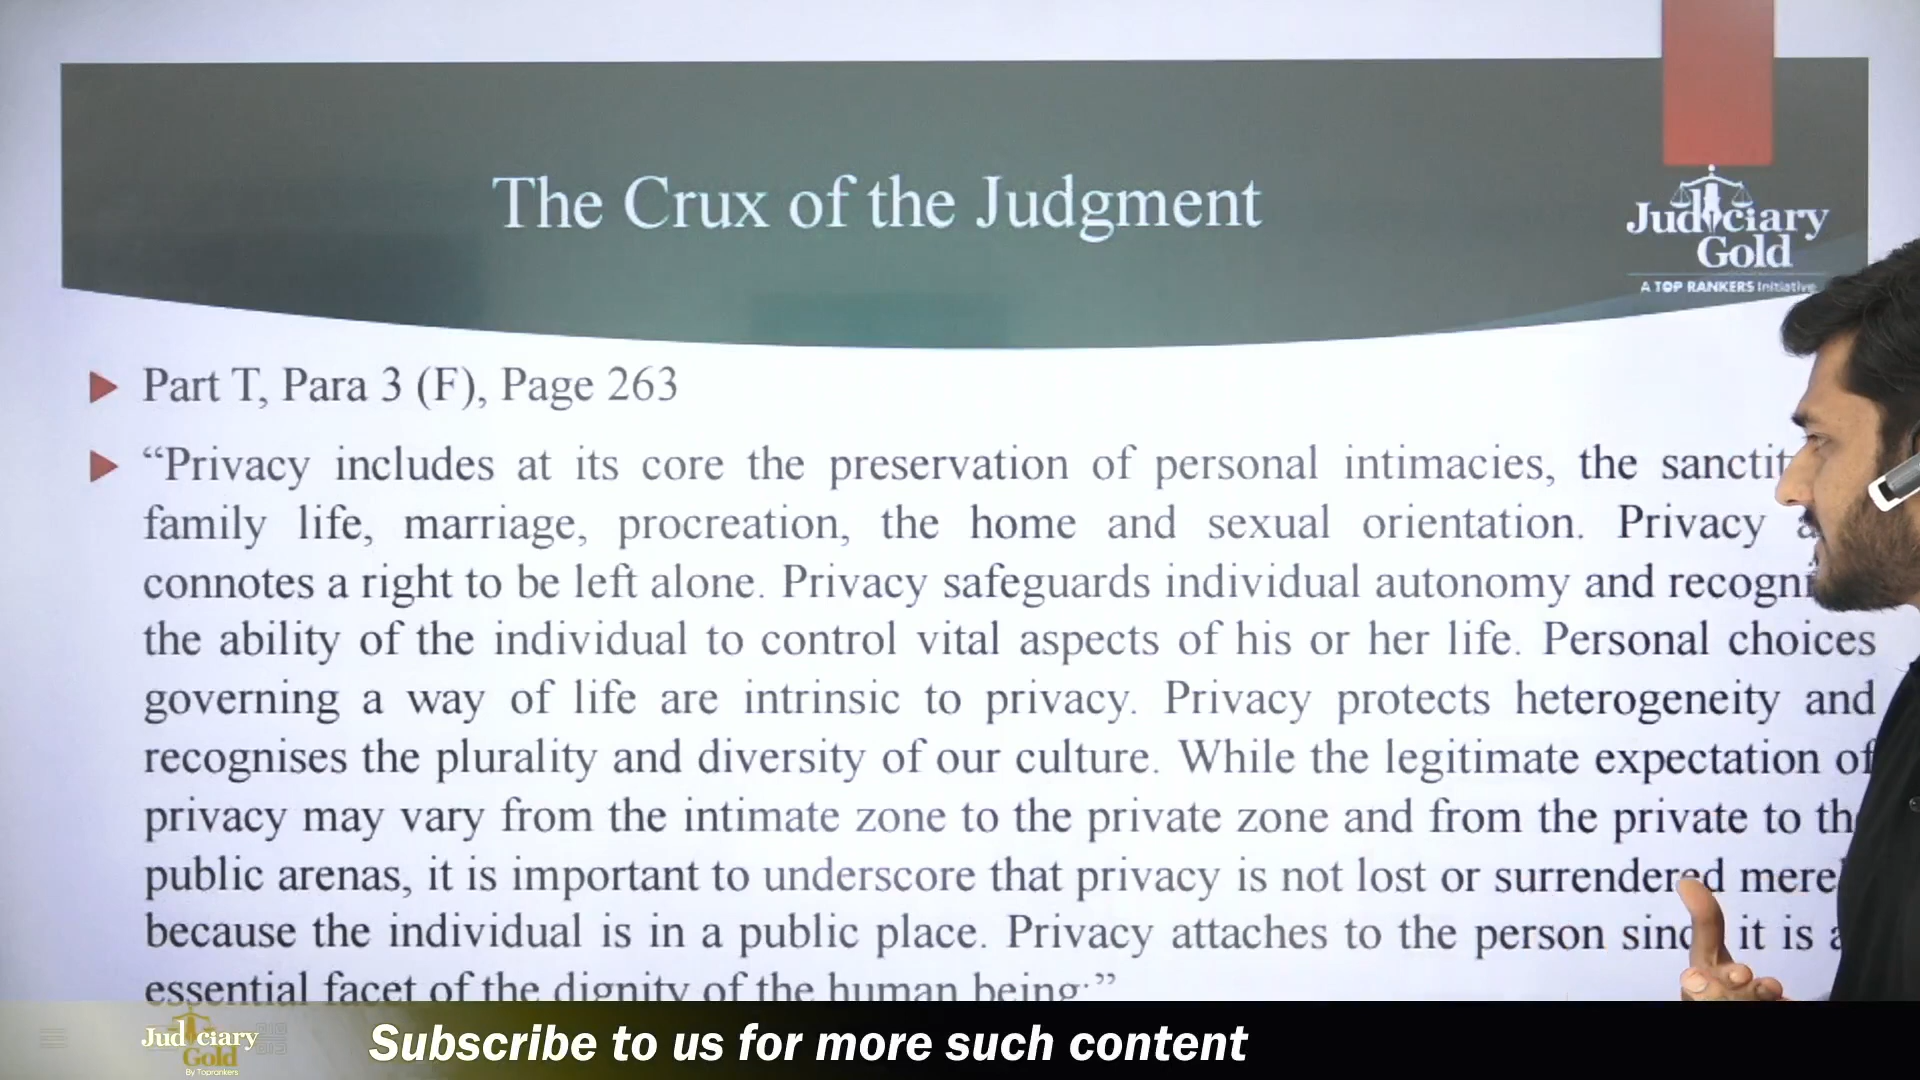 The Crux of the Judgment
Judiciary
Gold
A TOP RANKERS Initiative
Part T, Para 3 (F), Page 263
“Privacy includes at its core the preservation of personal intimacies, the
family life, marriage, procreation, the home and sexual orientation. Privacy
connotes a right to be left alone. Privacy safeguards individual autonomy and
the ability of the individual to control vital aspects of his or her life. Personal choices
governing a way of life are intrinsic to privacy. Privacy protects heterogeneity and
recognises the plurality and diversity of our culture. While the legitimate expectation of
privacy may vary from the intimate zone to the private zone and from the private to
public arenas, it is important to underscore that privacy is not lost or surrendered
because the individual is in a public place. Privacy attaches to the person it is
essential facet of the dignity of the human being.”
Judiciary
Gold
By Toprankers
Subscribe to us for more such content